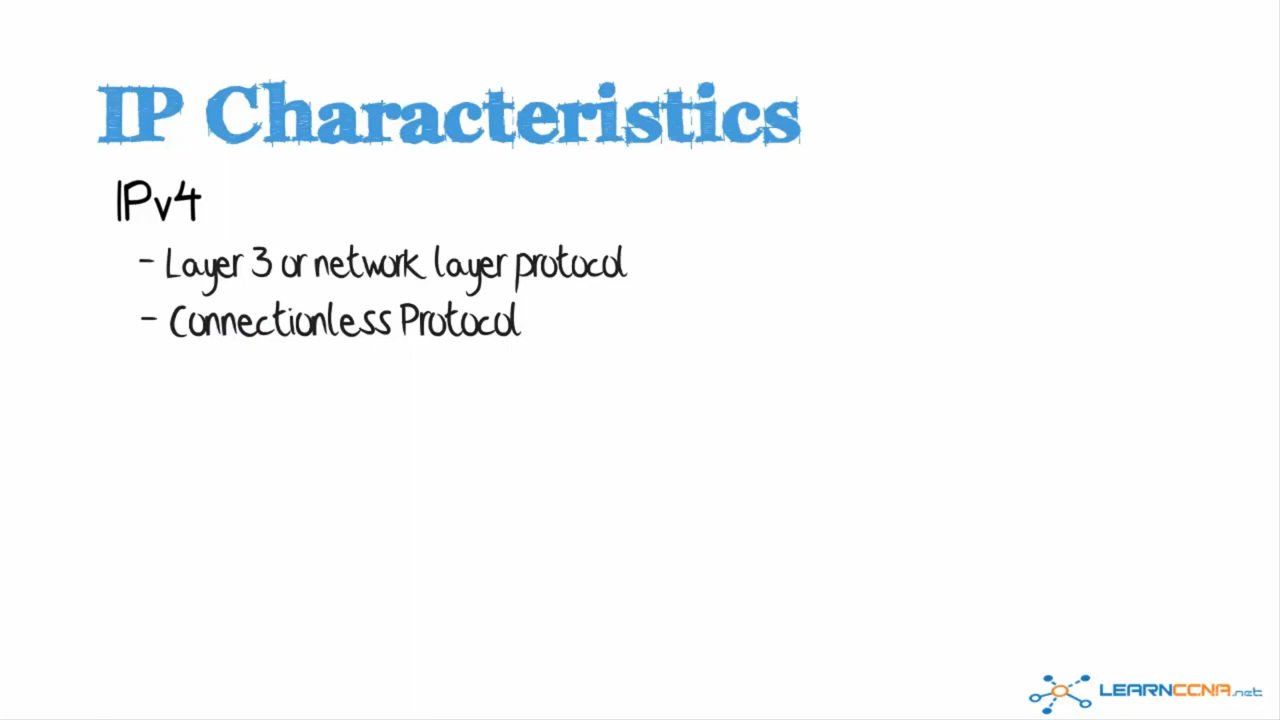 IP Characteristics
IPv4
- Layer 3 or network layer protocol
- Connectionless Protocol
LEARNCCNA.net